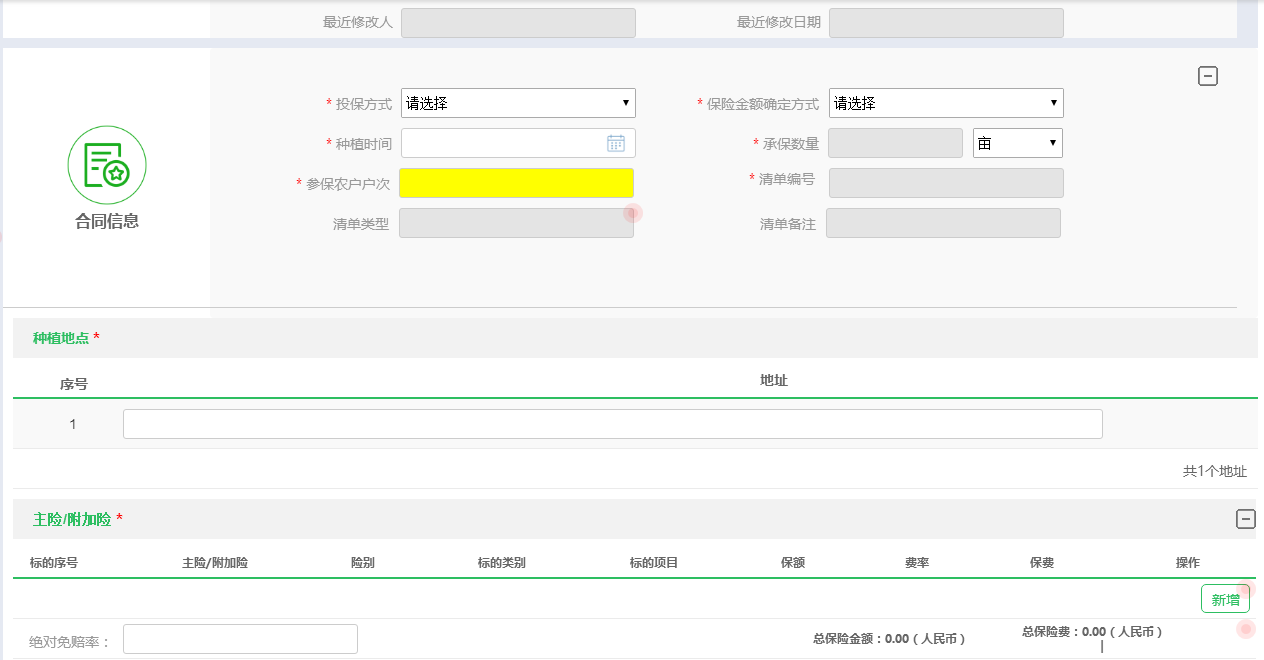 最近修改人 最近修改日期
* 投保方式 请选择 * 保险金额确定方式 请选择
* 种植时间 * 承保数量 亩
* 参保农户户次 * 清单编号
清单类型 清单备注
合同信息
种植地点 *
序号 地址
1
共1个地址
主险/附加险 *
标的序号 主险/附加险 险别 标的类别 标的项目 保额 费率 保费 操作
新增
绝对免赔率： 总保险金额：0.00（人民币） 总保险费：0.00（人民币）